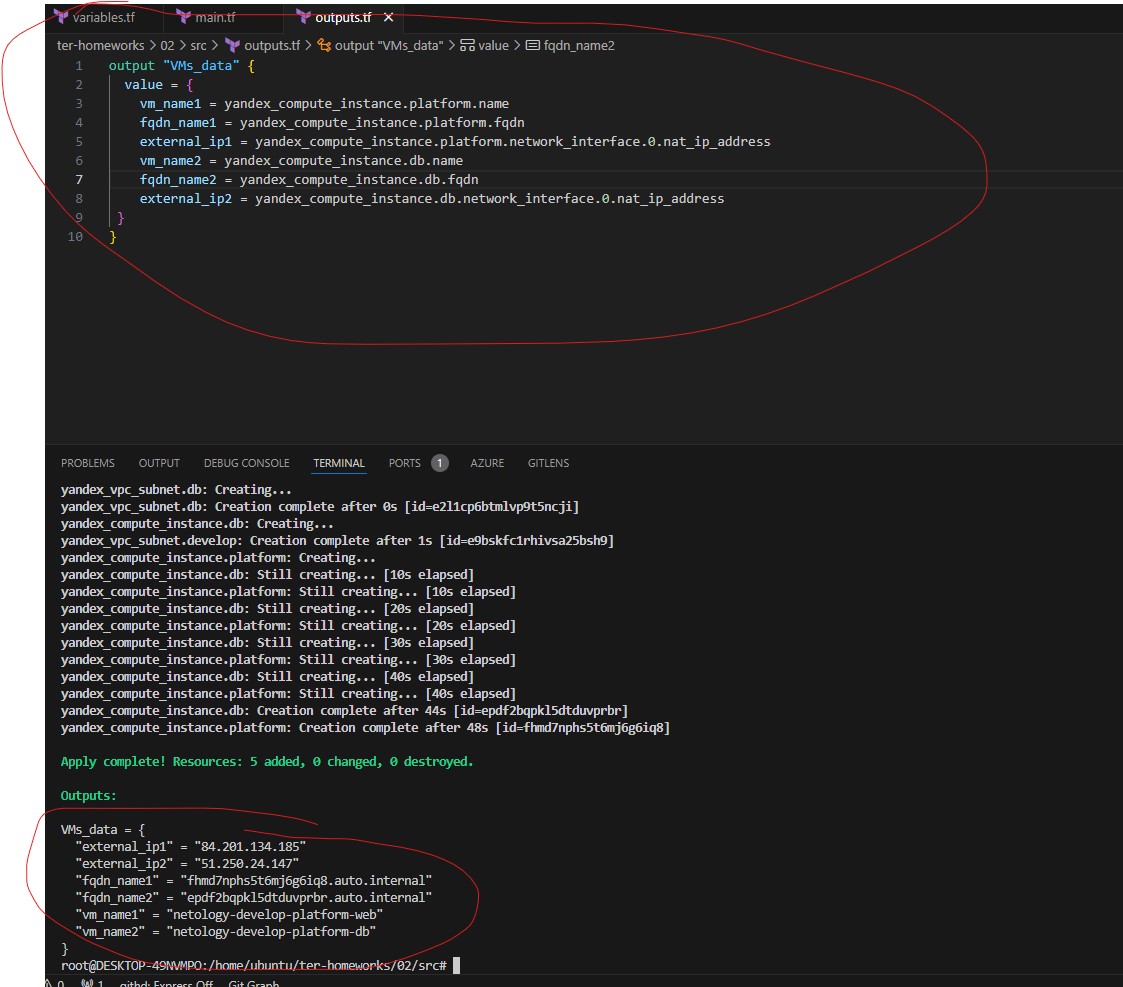 variables.tf main.tf outputs.tf
ter-homeworks > 02 > src > outputs.tf > output "VMs_data" > value > fqdn_name2
1 output "VMs_data" {
2 value = {
3 vm_name1 = yandex_compute_instance.platform.name
4 fqdn_name1 = yandex_compute_instance.platform.fqdn
5 external_ip1 = yandex_compute_instance.platform.network_interface.0.nat_ip_address
6 vm_name2 = yandex_compute_instance.db.name
7 fqdn_name2 = yandex_compute_instance.db.fqdn
8 external_ip2 = yandex_compute_instance.db.network_interface.0.nat_ip_address
9 }
10 }
PROBLEMS OUTPUT DEBUG CONSOLE TERMINAL PORTS 1 AZURE GITLENS
yandex_vpc_subnet.db: Creating...
yandex_vpc_subnet.db: Creation complete after 0s [id=e2l1cp6btmlvp9t5ncji]
yandex_compute_instance.db: Creating...
yandex_vpc_subnet.develop: Creation complete after 1s [id=e9bskfc1rhivsa25bsh9]
yandex_compute_instance.platform: Creating...
yandex_compute_instance.db: Still creating... [10s elapsed]
yandex_compute_instance.platform: Still creating... [10s elapsed]
yandex_compute_instance.db: Still creating... [20s elapsed]
yandex_compute_instance.platform: Still creating... [20s elapsed]
yandex_compute_instance.db: Still creating... [30s elapsed]
yandex_compute_instance.platform: Still creating... [30s elapsed]
yandex_compute_instance.db: Still creating... [40s elapsed]
yandex_compute_instance.platform: Still creating... [40s elapsed]
yandex_compute_instance.db: Creation complete after 44s [id=epdf2bqpkl5dtduvprbr]
yandex_compute_instance.platform: Creation complete after 48s [id=fhmd7nphs5t6mj6g6iq8]
Apply complete! Resources: 5 added, 0 changed, 0 destroyed.
Outputs:
VMs_data = {
"external_ip1" = "84.201.134.185"
"external_ip2" = "51.250.24.147"
"fqdn_name1" = "fhmd7nphs5t6mj6g6iq8.auto.internal"
"fqdn_name2" = "epdf2bqpkl5dtduvprbr.auto.internal"
"vm_name1" = "netology-develop-platform-web"
"vm_name2" = "netology-develop-platform-db"
}
root@DESKTOP-49NVMPO:/home/ubuntu/ter-homeworks/02/src#
0 1 githd: Express Off Git Graph